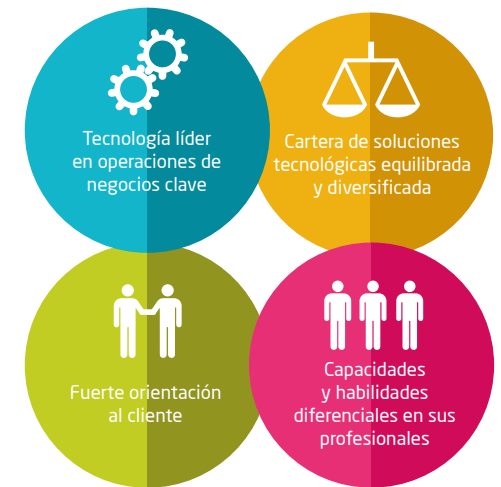 Tecnología líder
en operaciones de
negocios clave
Cartera de soluciones
tecnológicas equilibrada
y diversificada
Fuerte orientación
al cliente
Capacidades
y habilidades
diferenciales en sus
profesionales